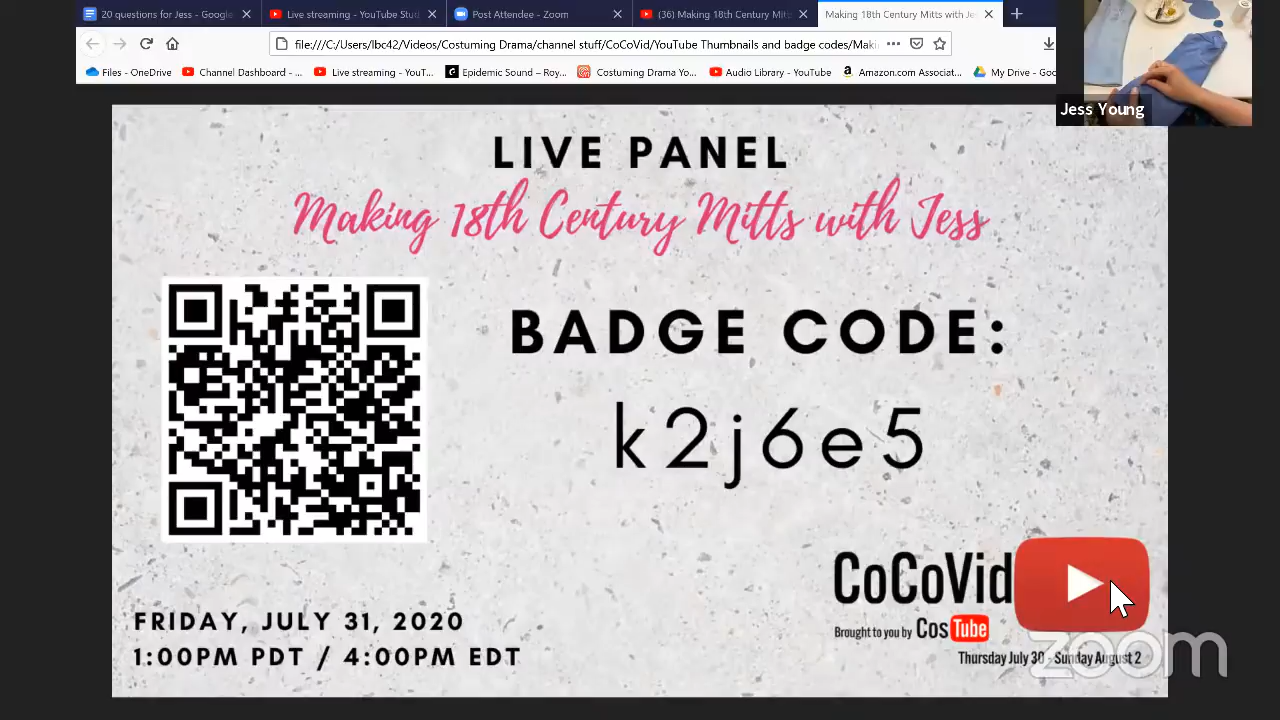 20 questions for Jess - Google
Live streaming - YouTube Stud
Post Attendee - Zoom
(36) Making 18th Century Mitts
Making 18th Century Mitts with Je
file:///C:/Users/lbc42/Videos/Costuming Drama/channel stuff/CoCoVid/YouTube Thumbnails and badge codes/Maki
Files - OneDrive
Channel Dashboard - ...
Live streaming - YouT...
Epidemic Sound – Roy...
Costuming Drama Yo...
Audio Library - YouTube
Amazon.com Associat...
My Drive - Goo
Jess Young
LIVE PANEL
Making 18th Century Mitts with Jess
BADGE CODE:
k2j6e5
CoCoVid
Brought to you by CosTube
FRIDAY, JULY 31, 2020
1:00PM PDT / 4:00PM EDT
Thursday July 30 - Sunday August 2
zoom